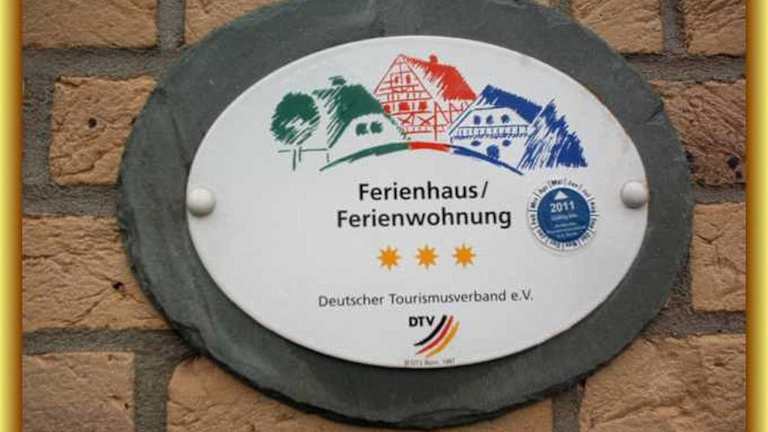 Ferienhaus/
Ferienwohnung
2011
Deutscher Tourismusverband e.V.
DTV